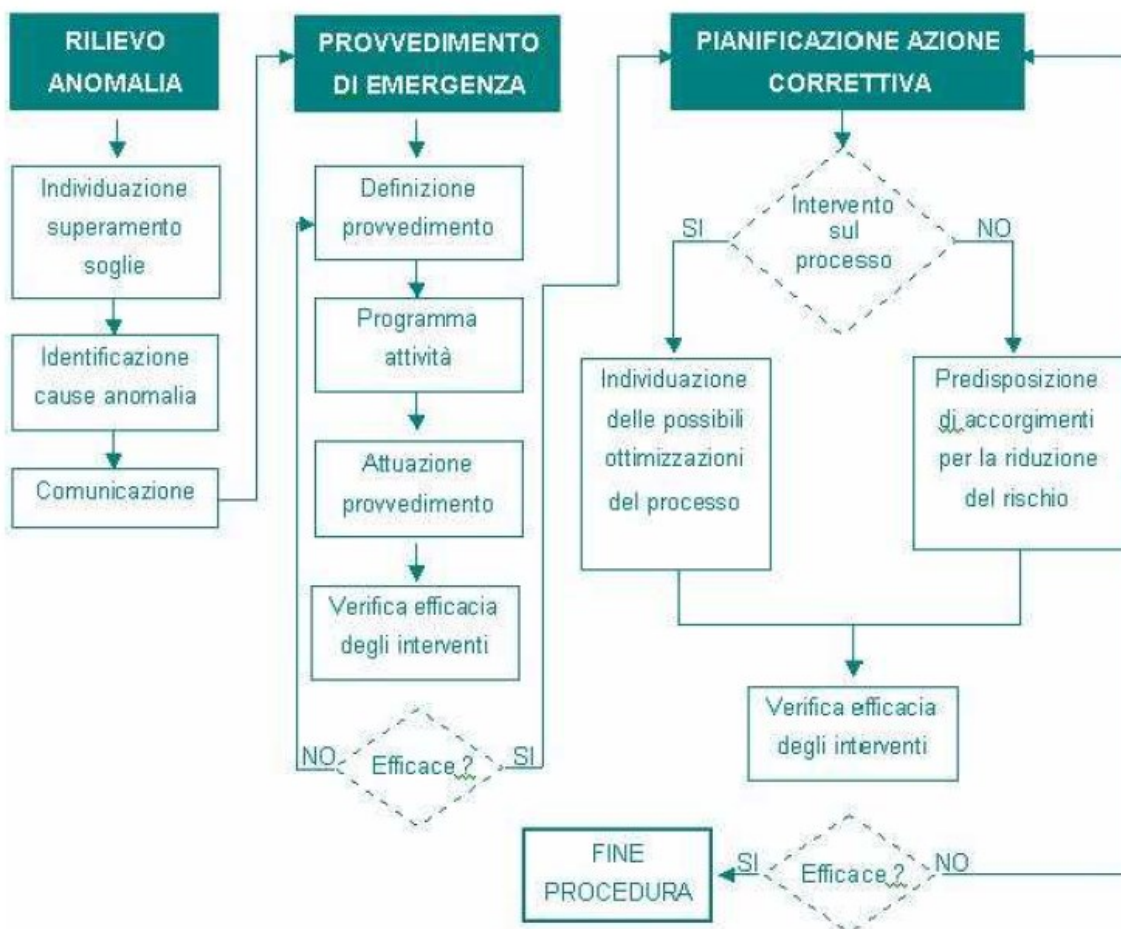 RILIEVO
ANOMALIA
Individuazione
superamento
soglie
Identificazione
cause anomalia
Comunicazione
PROVVEDIMENTO
DI EMERGENZA
Definizione
provvedimento
Programma
attività
Attuazione
provvedimento
Verifica efficacia
degli interventi
NO
Efficace ?
SI
PIANIFICAZIONE AZIONE
CORRETTIVA
Intervento
sul
processo
SI
NO
Individuazione
delle possibili
ottimizzazioni
del processo
Predisposizione
di accorgimenti
per la riduzione
del rischio
Verifica efficacia
degli interventi
Efficace ?
SI
NO
FINE
PROCEDURA